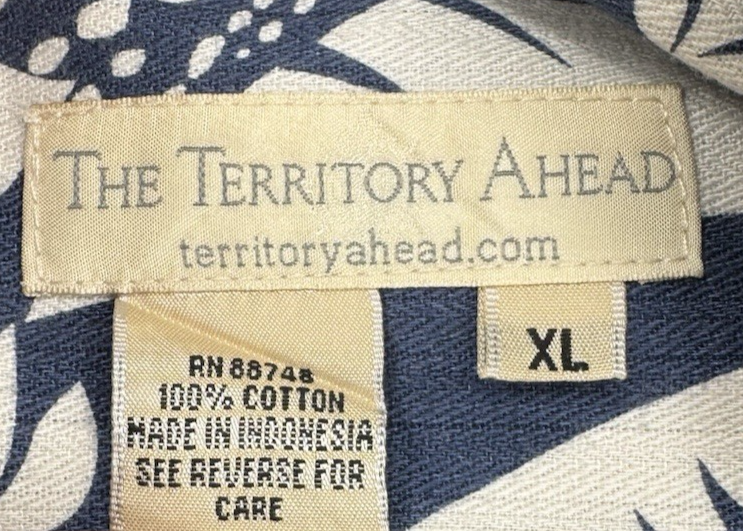 THE TERRITORY AHEAD
territoryahead.com
XL
RN 88748
100% COTTON
MADE IN INDONESIA
SEE REVERSE FOR
CARE